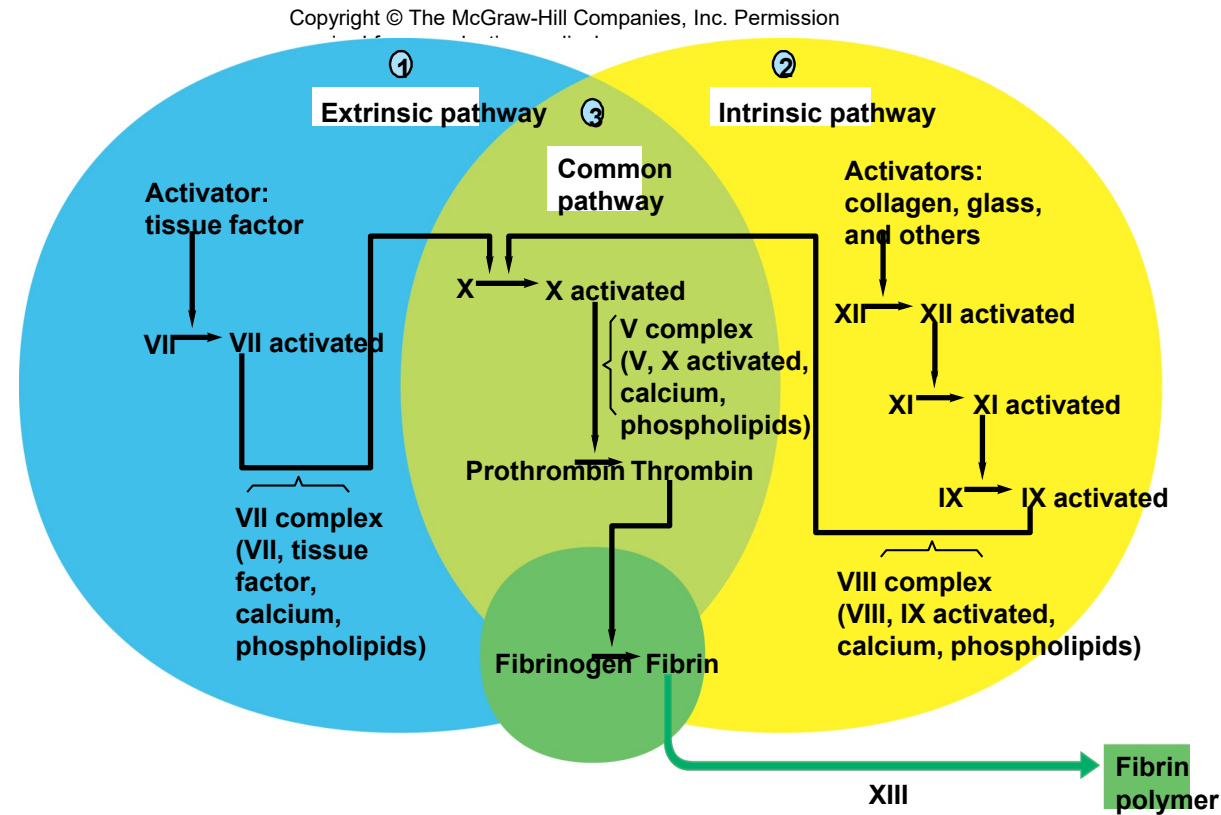 Copyright © The McGraw-Hill Companies, Inc. Permission
1
Extrinsic pathway
2
Intrinsic pathway
3
Common
pathway
Activator:
tissue factor
VII
VII activated
VII complex
(VII, tissue
factor,
calcium,
phospholipids)
Activators:
collagen, glass,
and others
XII
XII activated
XI
XI activated
IX
IX activated
VIII complex
(VIII, IX activated,
calcium, phospholipids)
X
X activated
V complex
(V, X activated,
calcium,
phospholipids)
Prothrombin
Thrombin
Fibrinogen
Fibrin
XIII
Fibrin
polymer